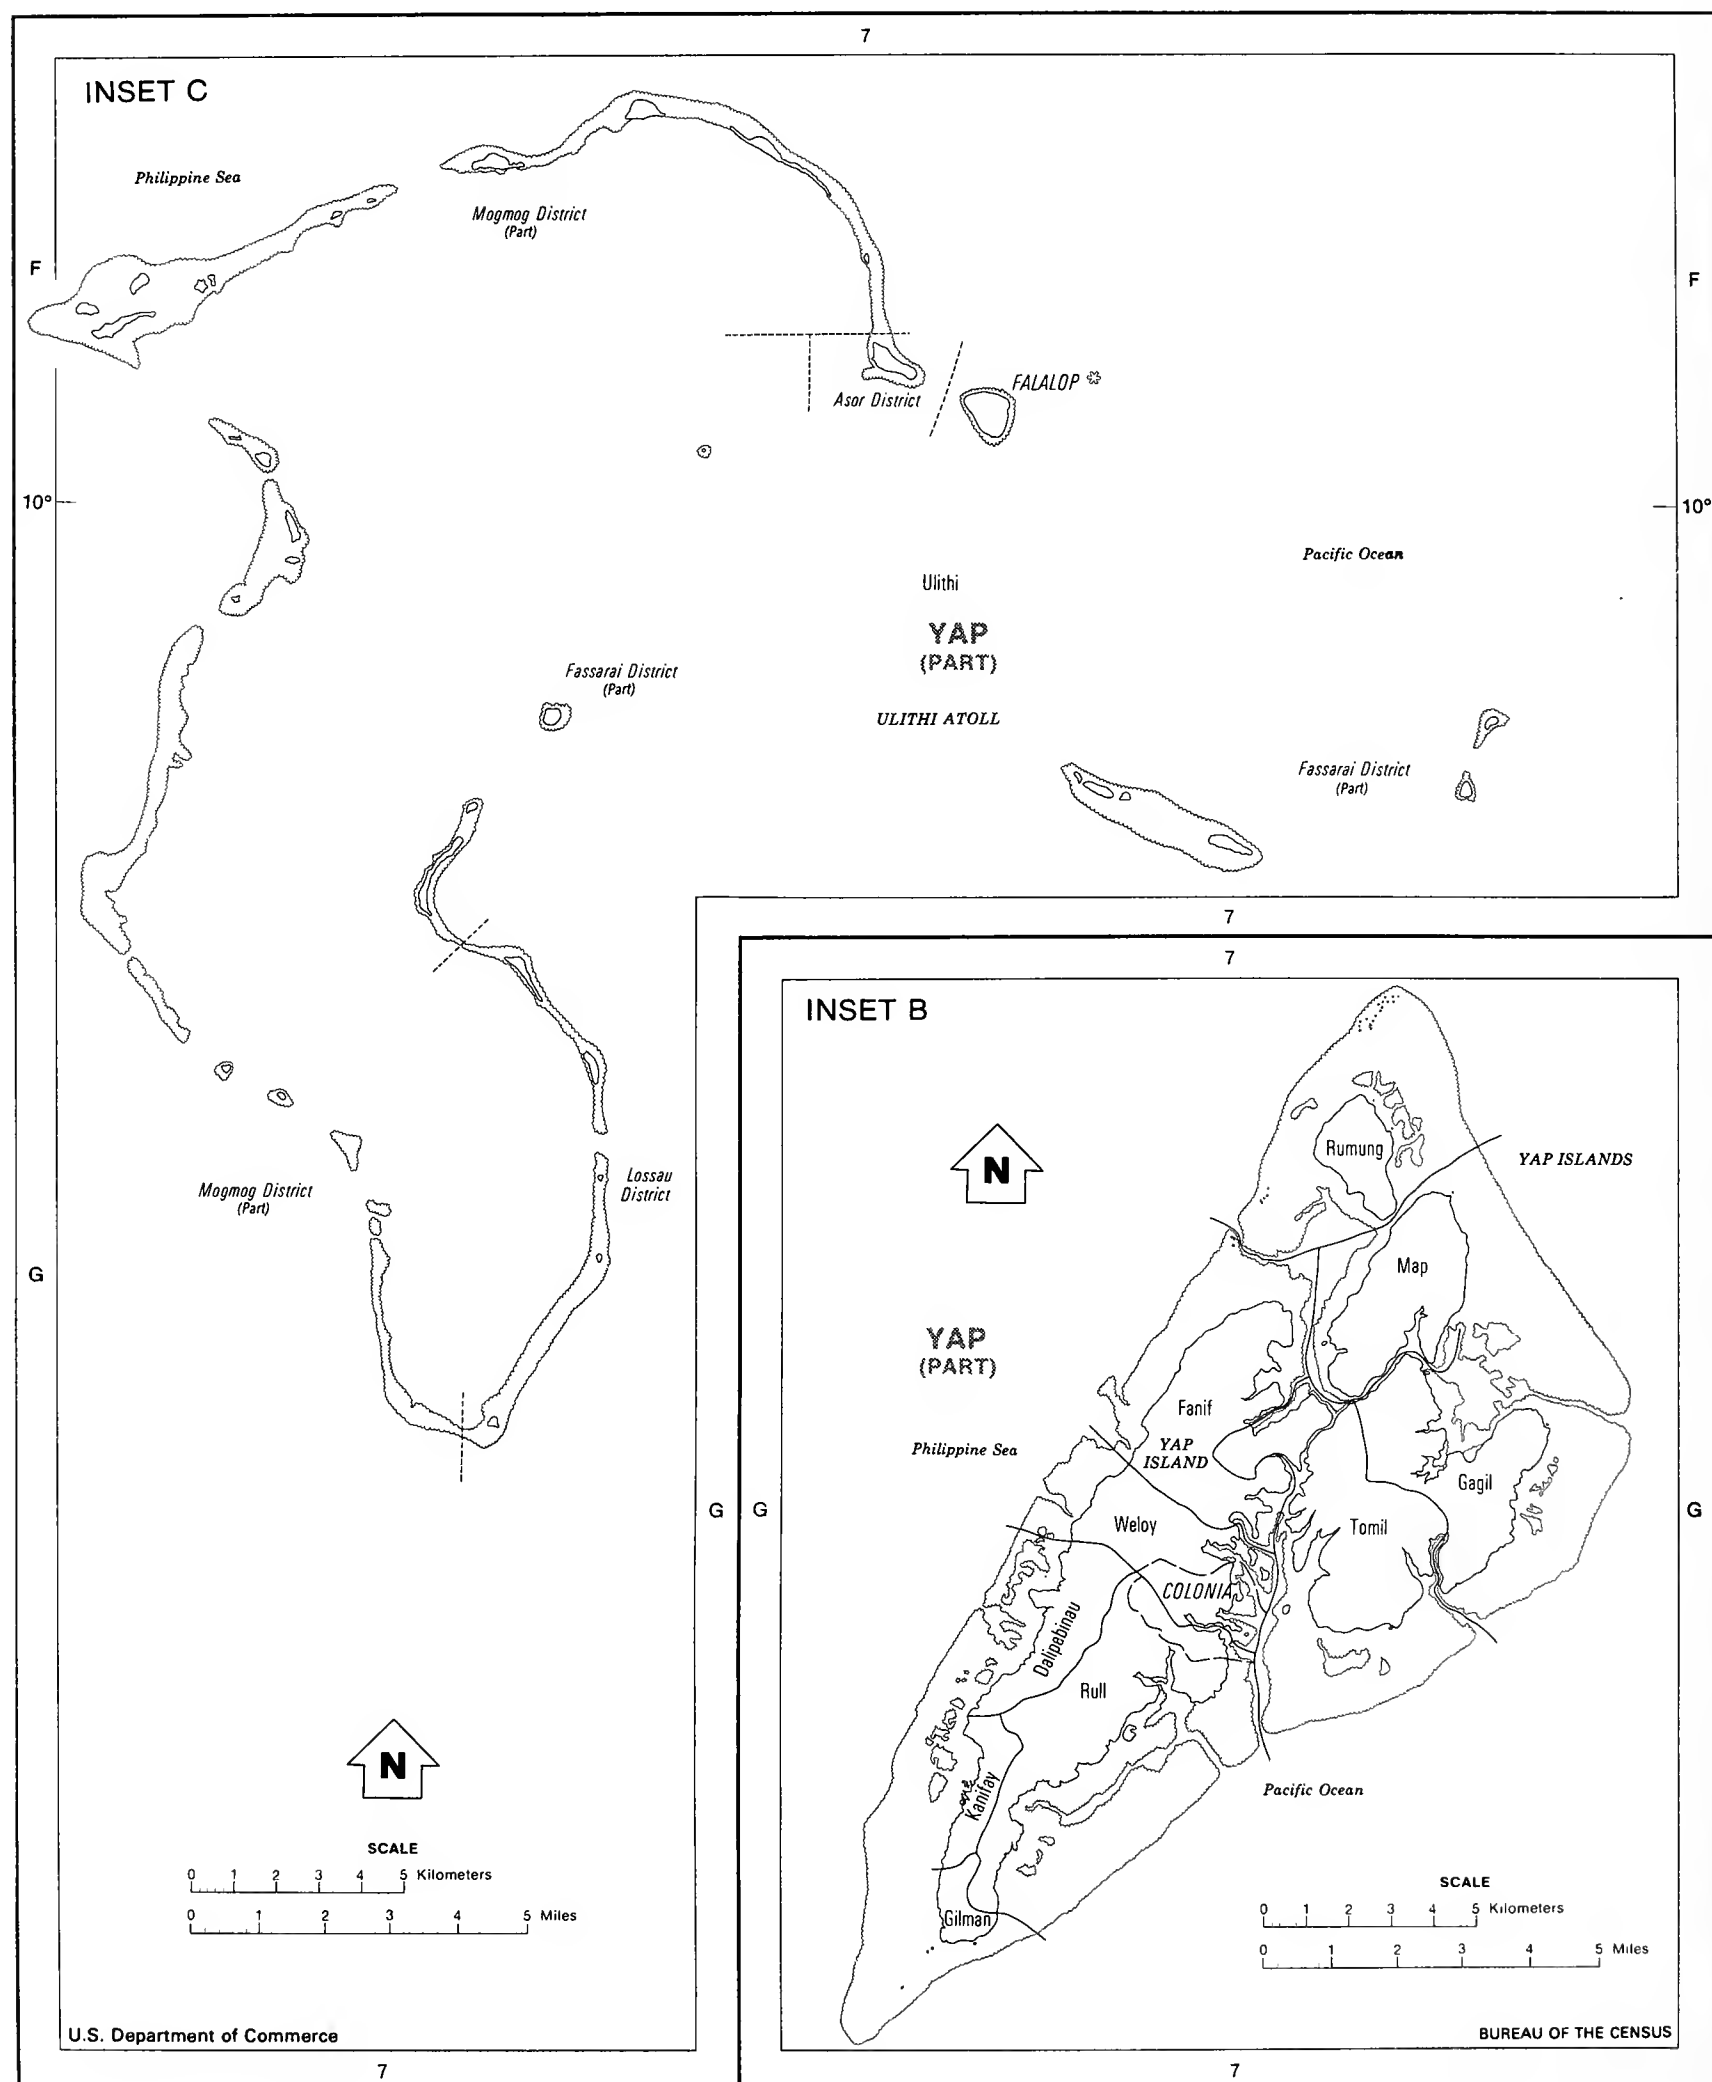 7
INSET C
Philippine Sea
Mogmog District
(Part)
F
F
FALALOP *
Asor District
10°
10°
Pacific Ocean
Ulithi
YAP
(PART)
Fassarai District
(Part)
ULITHI ATOLL
Fassarai District
(Part)
7
Mogmog District
(Part)
Lossau
District
G
G
N
SCALE
0 1 2 3 4 5 Kilometers
0 1 2 3 4 5 Miles
U.S. Department of Commerce
7
7
INSET B
N
Rumung
YAP ISLANDS
Map
YAP
(PART)
Fanif
Philippine Sea
YAP
ISLAND
Gagil
G
G
Weloy
Tomil
COLONIA
Dalipebinau
Rull
Kanifay
Pacific Ocean
Gilman
SCALE
0 1 2 3 4 5 Kilometers
0 1 2 3 4 5 Miles
BUREAU OF THE CENSUS
7